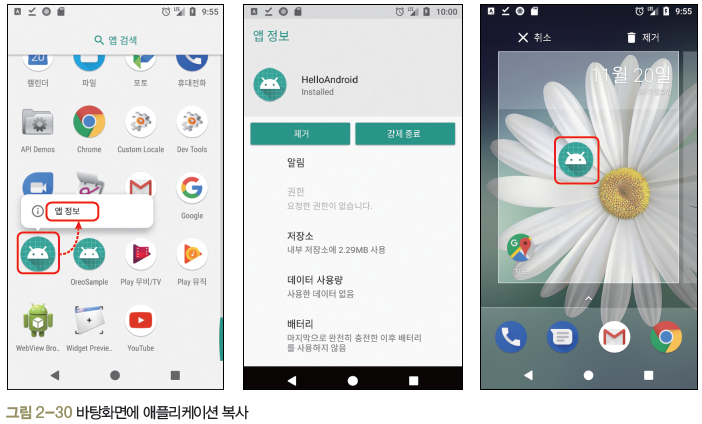 9:55
앱 검색
캘린더
파일
포토
휴대전화
API Demos
Chrome
Custom Locale
Dev Tools
Google
앱 정보
OreoSample
Play 무비/TV
Play 뮤직
WebView Bro..
Widget Previe..
YouTube
10:00
앱 정보
HelloAndroid
Installed
제거
강제 종료
알림
권한
요청한 권한이 없습니다.
저장소
내부 저장소에 2.29MB 사용
데이터 사용량
사용한 데이터 없음
배터리
마지막으로 완전히 충전한 이후 배터리
를 사용하지 않음
9:55
취소
제거
11월 20일
그림 2-30 바탕화면에 애플리케이션 복사